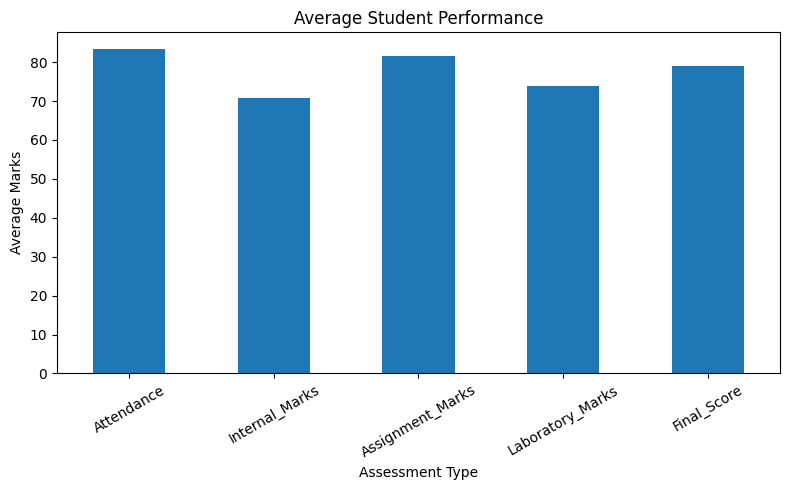 Average Student Performance
Average Marks
80
70
60
50
40
30
20
10
0
Attendance
Internal_Marks
Assignment_Marks
Laboratory_Marks
Final_Score
Assessment Type